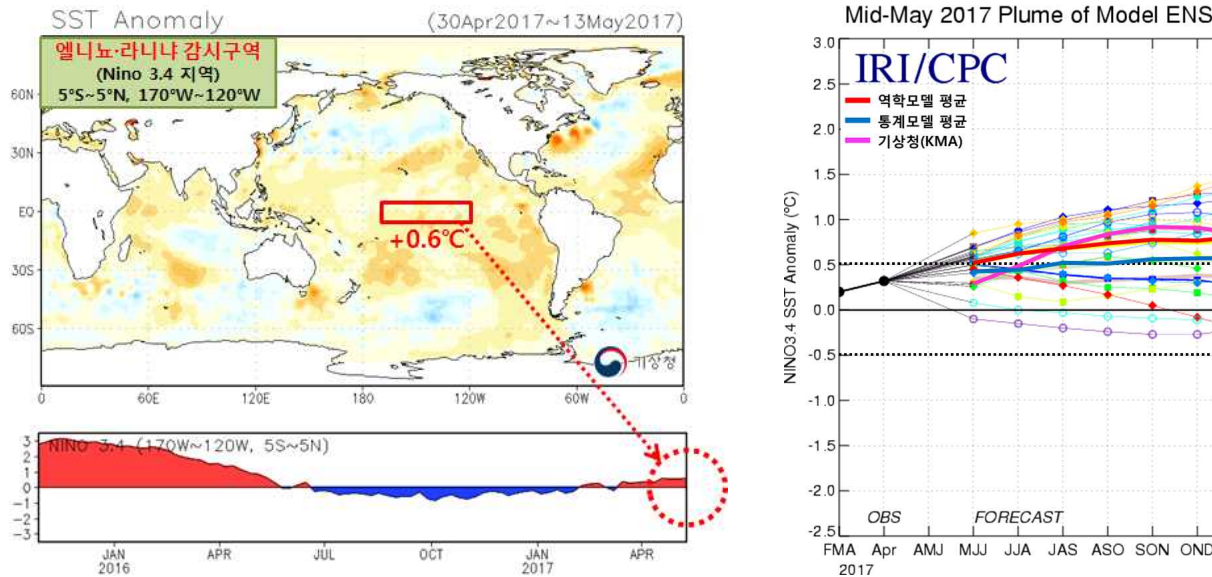 SST Anomaly
(30Apr2017~13May2017)
엘니뇨·라니냐 감시구역
(Nino 3.4 지역)
5°S~5°N, 170°W~120°W
60N
30N
EQ
30S
60S
+0.6℃
기상청
0
60E
120E
180
120W
60W
0
NINO 3.4 (170W~120W, 5S~5N)
3
2
1
0
-1
-2
-3
JAN
2016
APR
JUL
OCT
JAN
2017
APR
Mid-May 2017 Plume of Model ENS
IRI/CPC
역학모델 평균
통계모델 평균
기상청(KMA)
NINO3.4 SST Anomaly (°C)
3.0
2.5
2.0
1.5
1.0
0.5
0.0
-0.5
-1.0
-1.5
-2.0
-2.5
OBS
FORECAST
FMA
2017
Apr
AMJ
MJJ
JJA
JAS
ASO
SON
OND